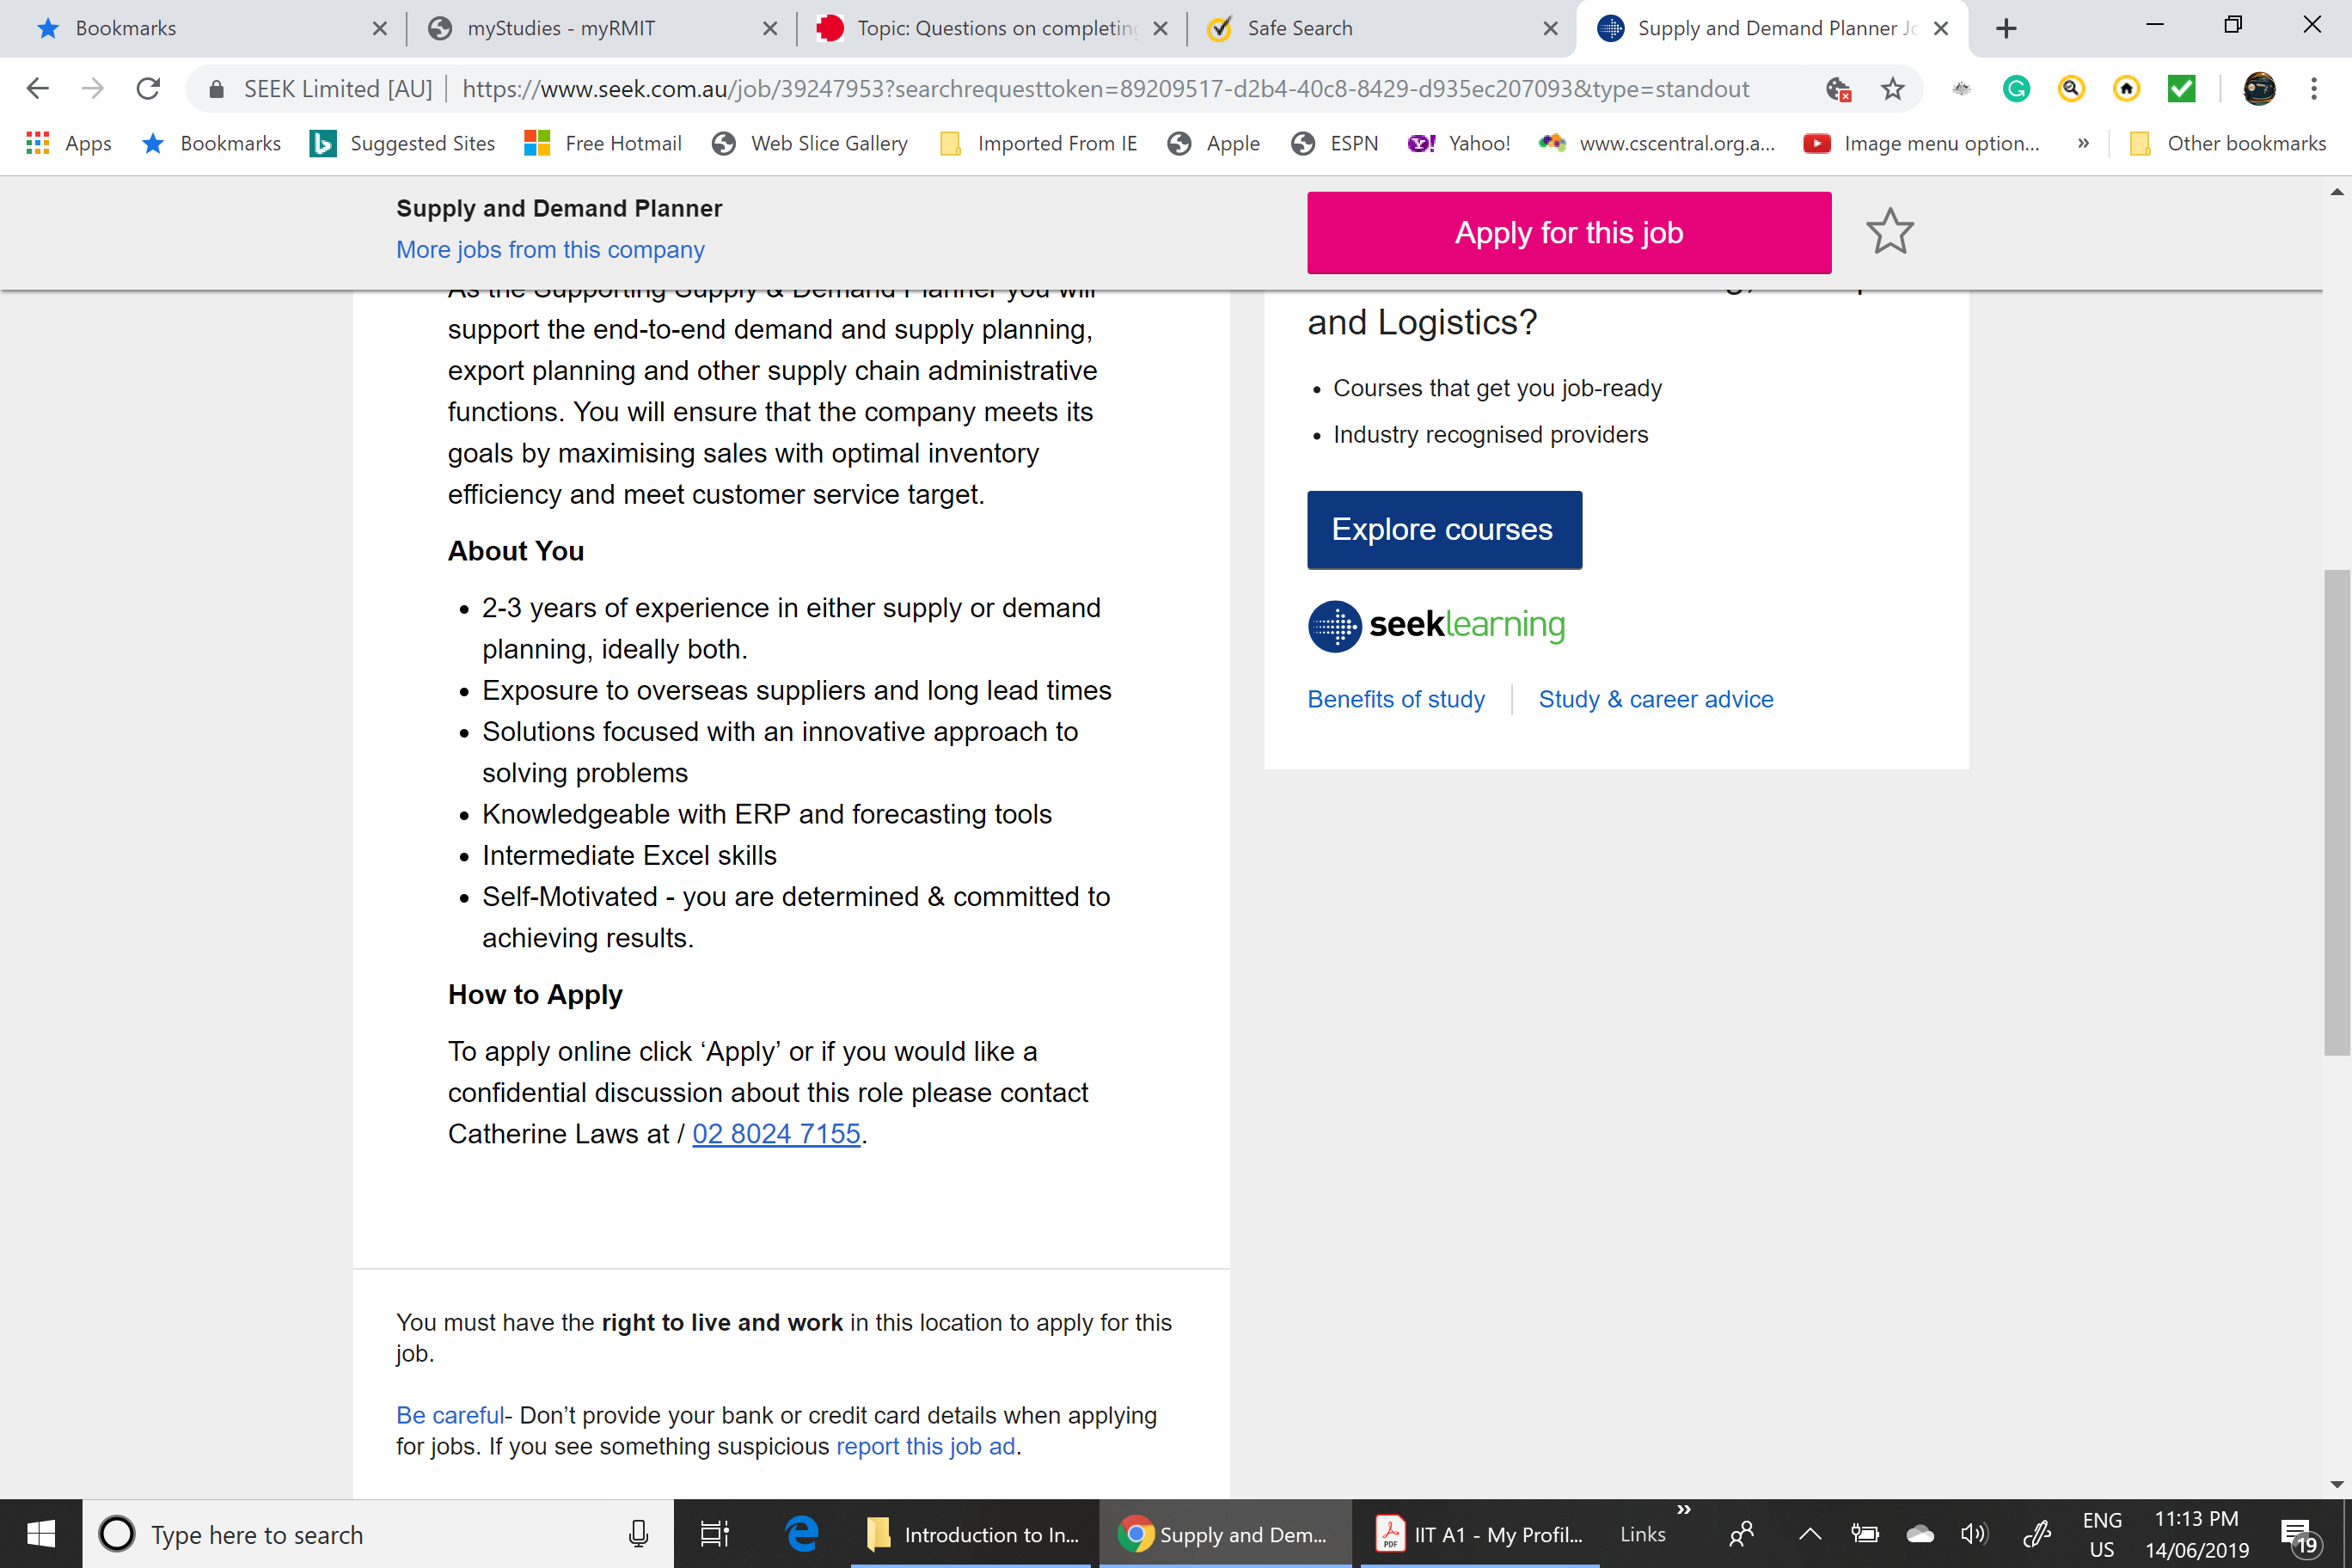 Bookmarks
myStudies - myRMIT
Topic: Questions on completing
Safe Search
Supply and Demand Planner Jo
SEEK Limited [AU]
https://www.seek.com.au/job/39247953?searchrequesttoken=89209517-d2b4-40c8-8429-d935ec207093&type=standout
Apps
Bookmarks
Suggested Sites
Free Hotmail
Web Slice Gallery
Imported From IE
Apple
ESPN
Yahoo!
www.cscentral.org.a...
Image menu option...
»
Other bookmarks
Supply and Demand Planner
More jobs from this company
Apply for this job
As the Supporting Supply & Demand Planner you will
support the end-to-end demand and supply planning,
export planning and other supply chain administrative
functions. You will ensure that the company meets its
goals by maximising sales with optimal inventory
efficiency and meet customer service target.
About You
• 2-3 years of experience in either supply or demand
planning, ideally both.
• Exposure to overseas suppliers and long lead times
• Solutions focused with an innovative approach to
solving problems
• Knowledgeable with ERP and forecasting tools
• Intermediate Excel skills
• Self-Motivated - you are determined & committed to
achieving results.
How to Apply
To apply online click ‘Apply’ or if you would like a
confidential discussion about this role please contact
Catherine Laws at / 02 8024 7155.
You must have the right to live and work in this location to apply for this
job.
Be careful- Don’t provide your bank or credit card details when applying
for jobs. If you see something suspicious report this job ad.
and Logistics?
• Courses that get you job-ready
• Industry recognised providers
Explore courses
seeklearning
Benefits of study
Study & career advice
Type here to search
Introduction to In...
Supply and Dem...
IIT A1 - My Profil...
Links
»
ENG
US
11:13 PM
14/06/2019
19